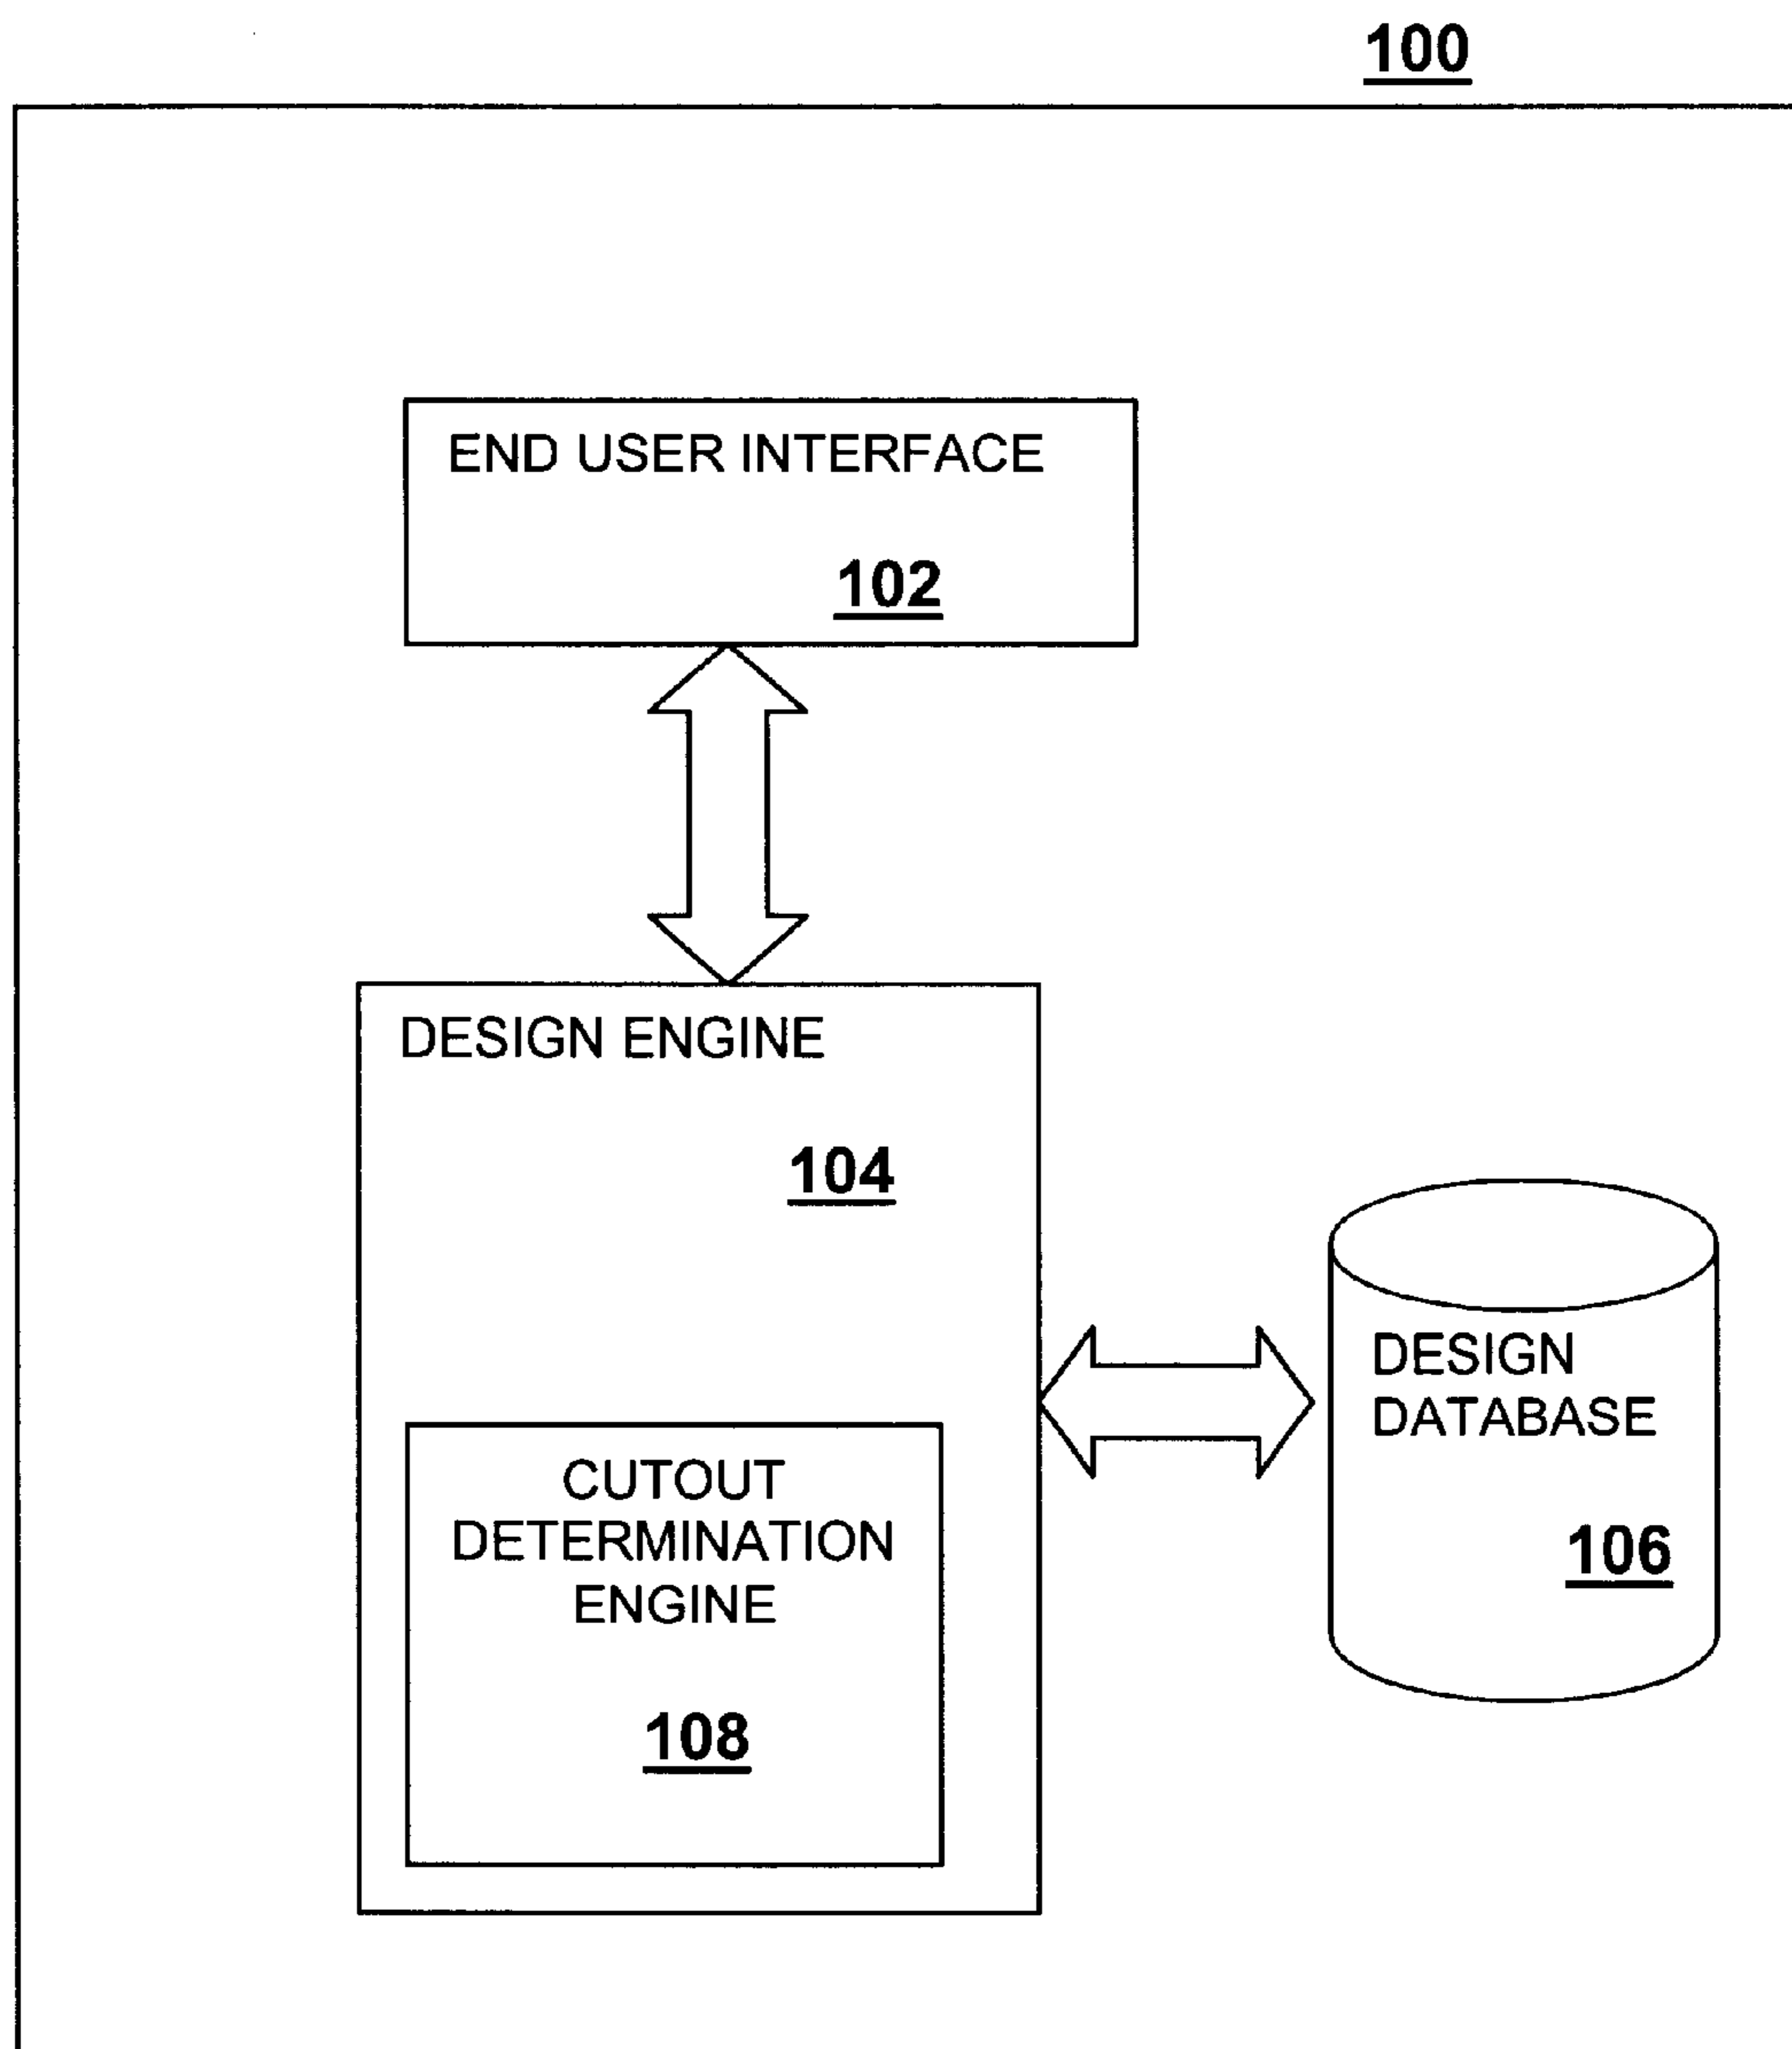 100
END USER INTERFACE
102
DESIGN ENGINE
104
DESIGN
DATABASE
106
CUTOUT
DETERMINATION
ENGINE
108